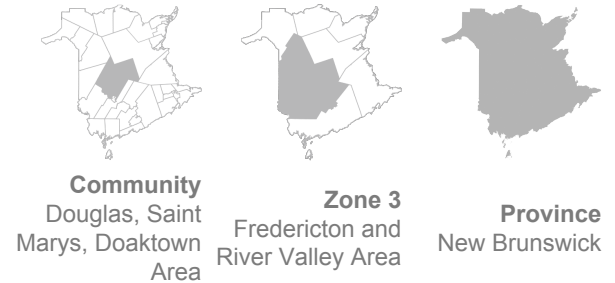 Community
Douglas, Saint
Marys, Doaktown
Area
Zone 3
Fredericton and
River Valley Area
Province
New Brunswick